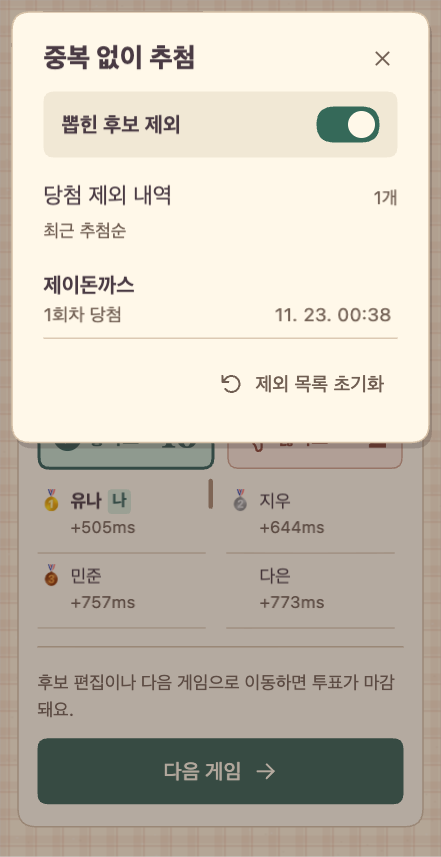 중복 없이 추첨
뽑힌 후보 제외
당첨 제외 내역
1개
최근 추첨순
제이돈까스
1회차 당첨
11. 23. 00:38
제외 목록 초기화
유나 나
+505ms
지우
+644ms
민준
+757ms
다은
+773ms
후보 편집이나 다음 게임으로 이동하면 투표가 마감
돼요.
다음 게임